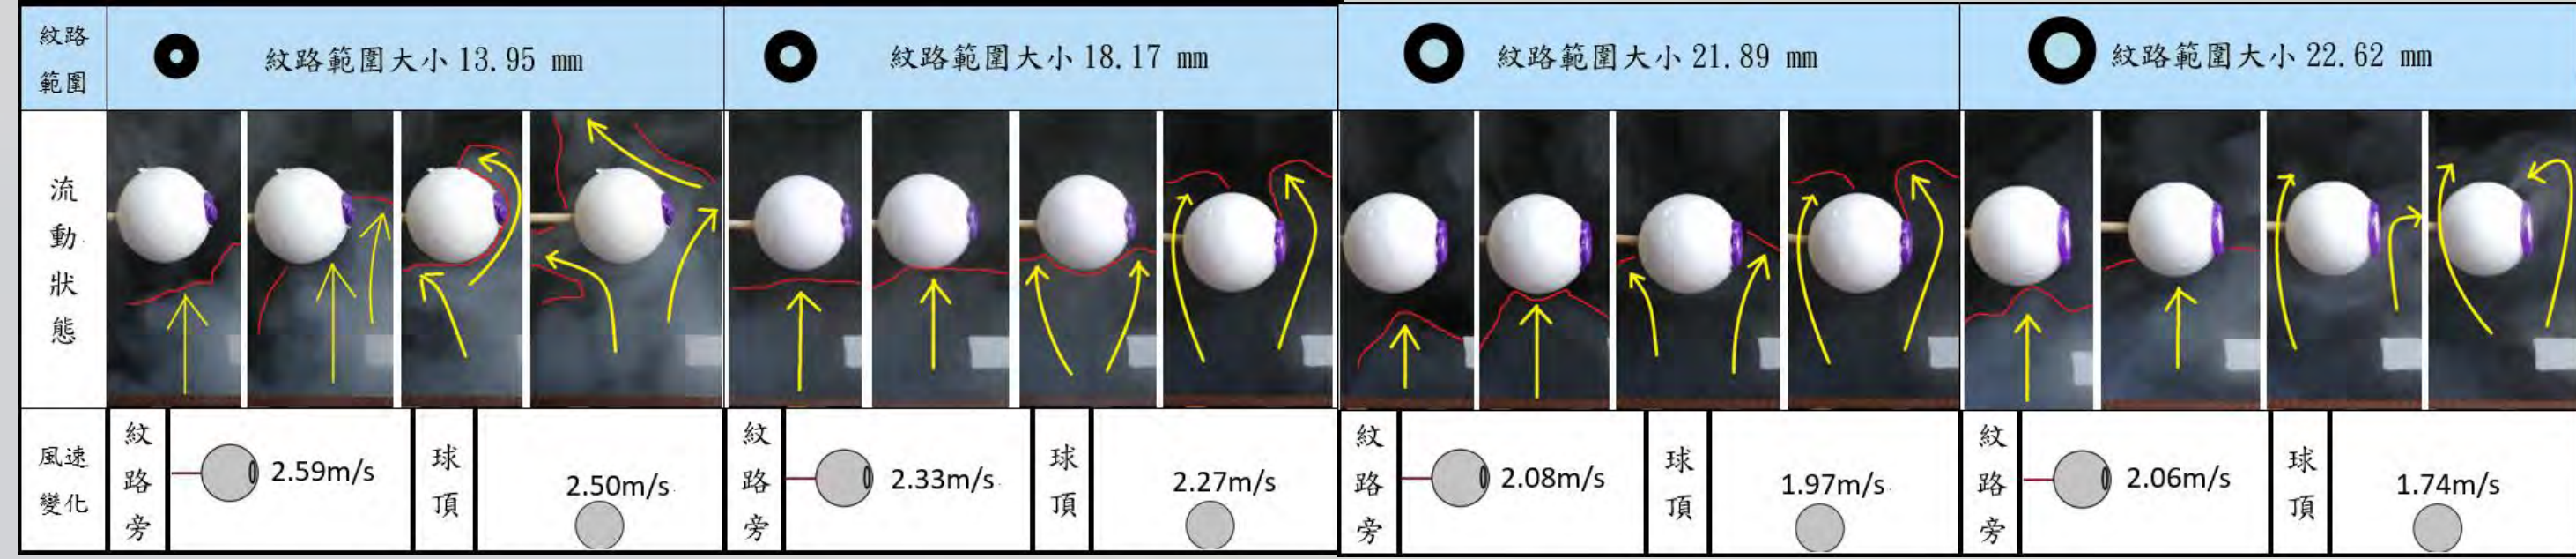 紋路
範圍
紋路範圍大小 13.95 mm
紋路範圍大小 18.17 mm
紋路範圍大小 21.89 mm
紋路範圍大小 22.62 mm
流動狀態
風速
變化
紋路旁
2.59m/s
球頂
2.50m/s
紋路旁
2.33m/s
球頂
2.27m/s
紋路旁
2.08m/s
球頂
1.97m/s
紋路旁
2.06m/s
球頂
1.74m/s